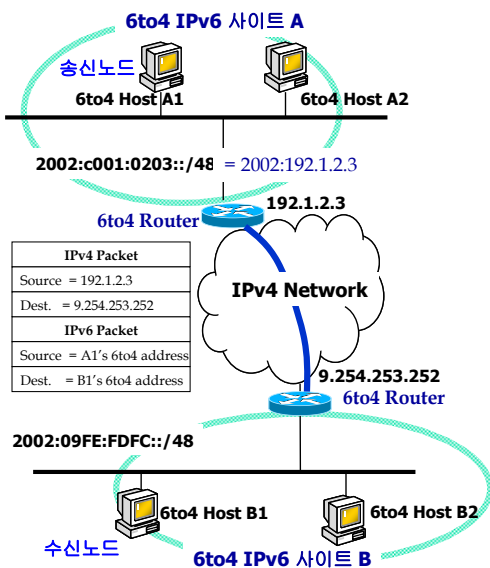 6to4 IPv6 사이트 A
송신노드
6to4 Host A1
6to4 Host A2
2002:c001:0203::/48 = 2002:192.1.2.3
192.1.2.3
6to4 Router
IPv4 Packet
Source = 192.1.2.3
Dest. = 9.254.253.252
IPv6 Packet
Source = A1's 6to4 address
Dest. = B1's 6to4 address
IPv4 Network
9.254.253.252
6to4 Router
2002:09FE:FDFC::/48
6to4 Host B1
6to4 Host B2
수신노드
6to4 IPv6 사이트 B